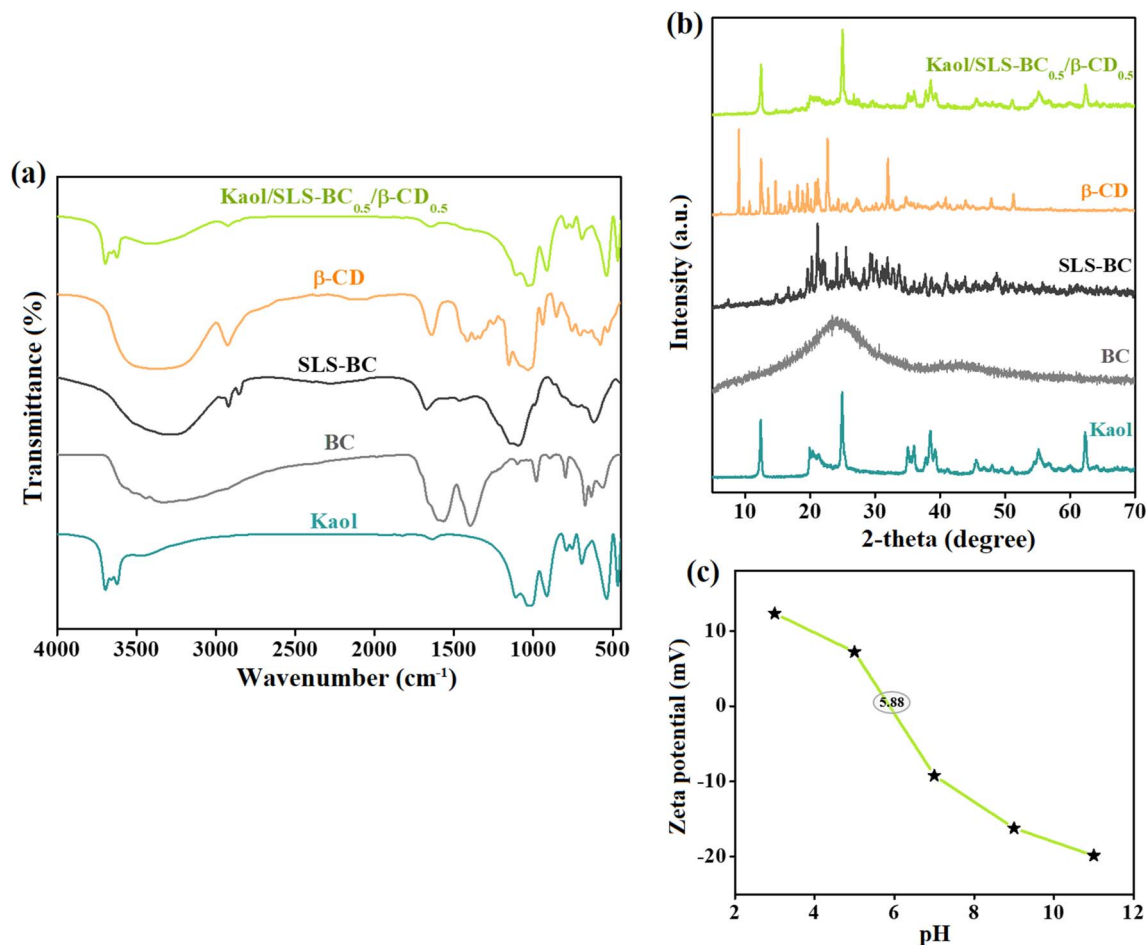 (a)
Kaol/SLS-BC₀.₅/β-CD₀.₅
β-CD
SLS-BC
BC
Kaol
Transmittance (%)
4000 3500 3000 2500 2000 1500 1000 500
Wavenumber (cm⁻¹)
(b)
Kaol/SLS-BC₀.₅/β-CD₀.₅
β-CD
SLS-BC
BC
Kaol
Intensity (a.u.)
10 20 30 40 50 60 70
2-theta (degree)
(c)
Zeta potential (mV)
10
0
-10
-20
5.88
2 4 6 8 10 12
pH